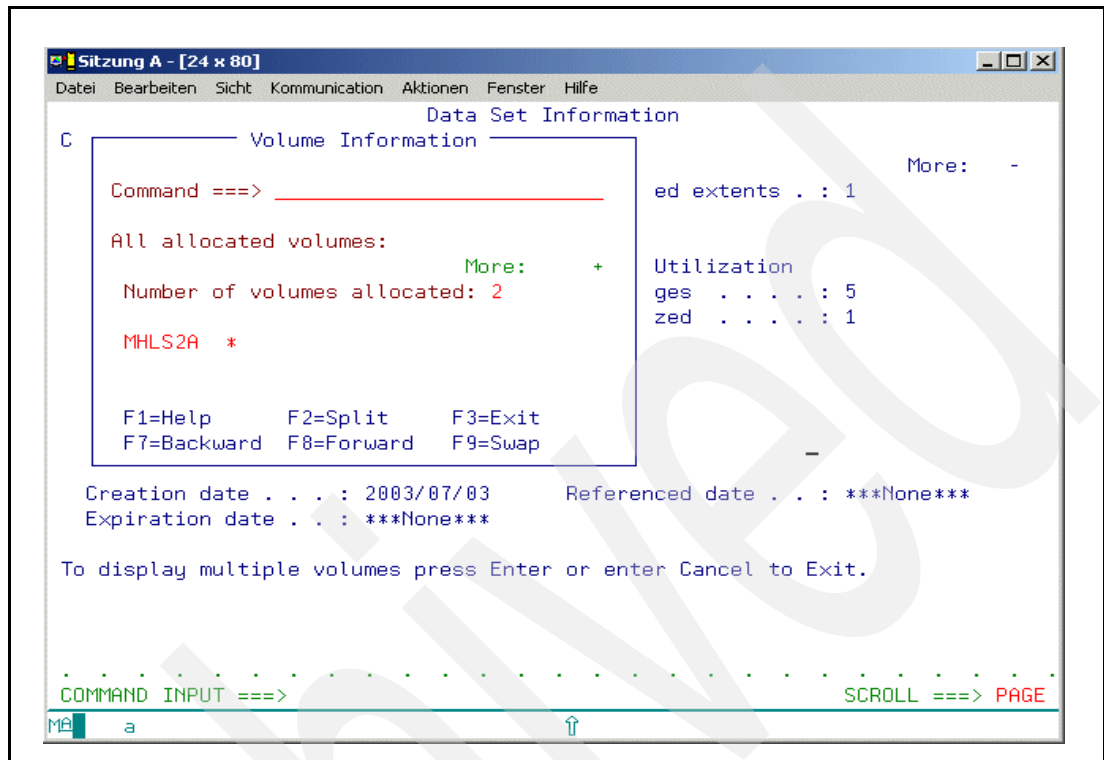 Sitzung A - [24 x 80]
Datei Bearbeiten Sicht Kommunication Aktionen Fenster Hilfe
Data Set Information
C Volume Information
More: -
Command ===> ed extents . : 1
All allocated volumes:
More: + Utilization
Number of volumes allocated: 2 ges . . . . : 5
zed . . . . : 1
MHLS2A *
F1=Help F2=Split F3=Exit
F7=Backward F8=Forward F9=Swap
Creation date . . . : 2003/07/03 Referenced date . . : ***None***
Expiration date . . : ***None***
To display multiple volumes press Enter or enter Cancel to Exit.
. . . . . . . . . . . . . . . . . . . . . . . . . . .
COMMAND INPUT ===> SCROLL ===> PAGE
MA a
hived